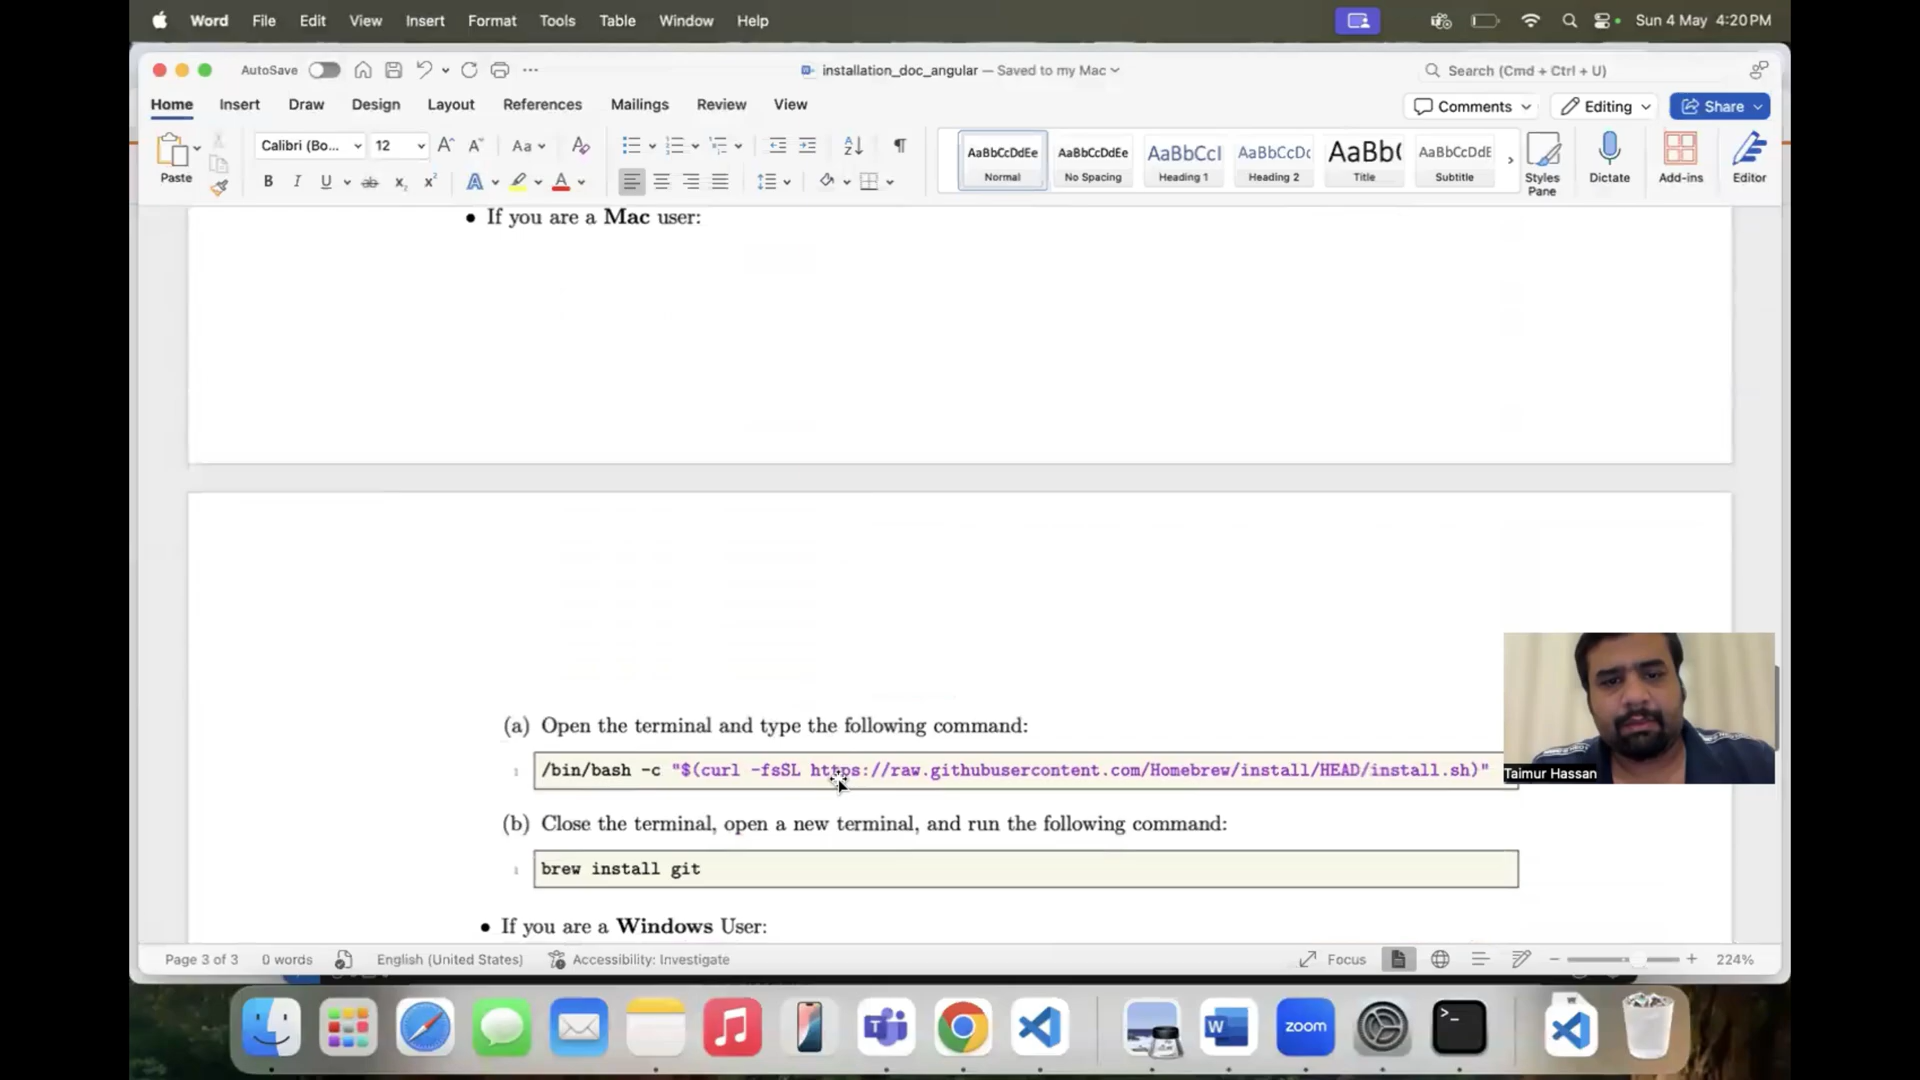 Word File Edit View Insert Format Tools Table Window Help Sun 4 May 4:20 PM
AutoSave installation_doc_angular — Saved to my Mac Search (Cmd + Ctrl + U)
Home Insert Draw Design Layout References Mailings Review View Comments Editing Share
Paste Calibri (Bo... 12 A A Aa A
B I U ab x₂ x² A A
AaBbCcDdEe AaBbCcDdEe AaBbCcI AaBbCcDc AaBb( AaBbCcDdE
Normal No Spacing Heading 1 Heading 2 Title Subtitle
Styles Pane Dictate Add-ins Editor
• If you are a Mac user:
(a) Open the terminal and type the following command:
1 /bin/bash -c "$(curl -fsSL https://raw.githubusercontent.com/Homebrew/install/HEAD/install.sh)"
(b) Close the terminal, open a new terminal, and run the following command:
1 brew install git
• If you are a Windows User:
Taimur Hassan
Page 3 of 3 0 words English (United States) Accessibility: Investigate Focus 224%
zoom